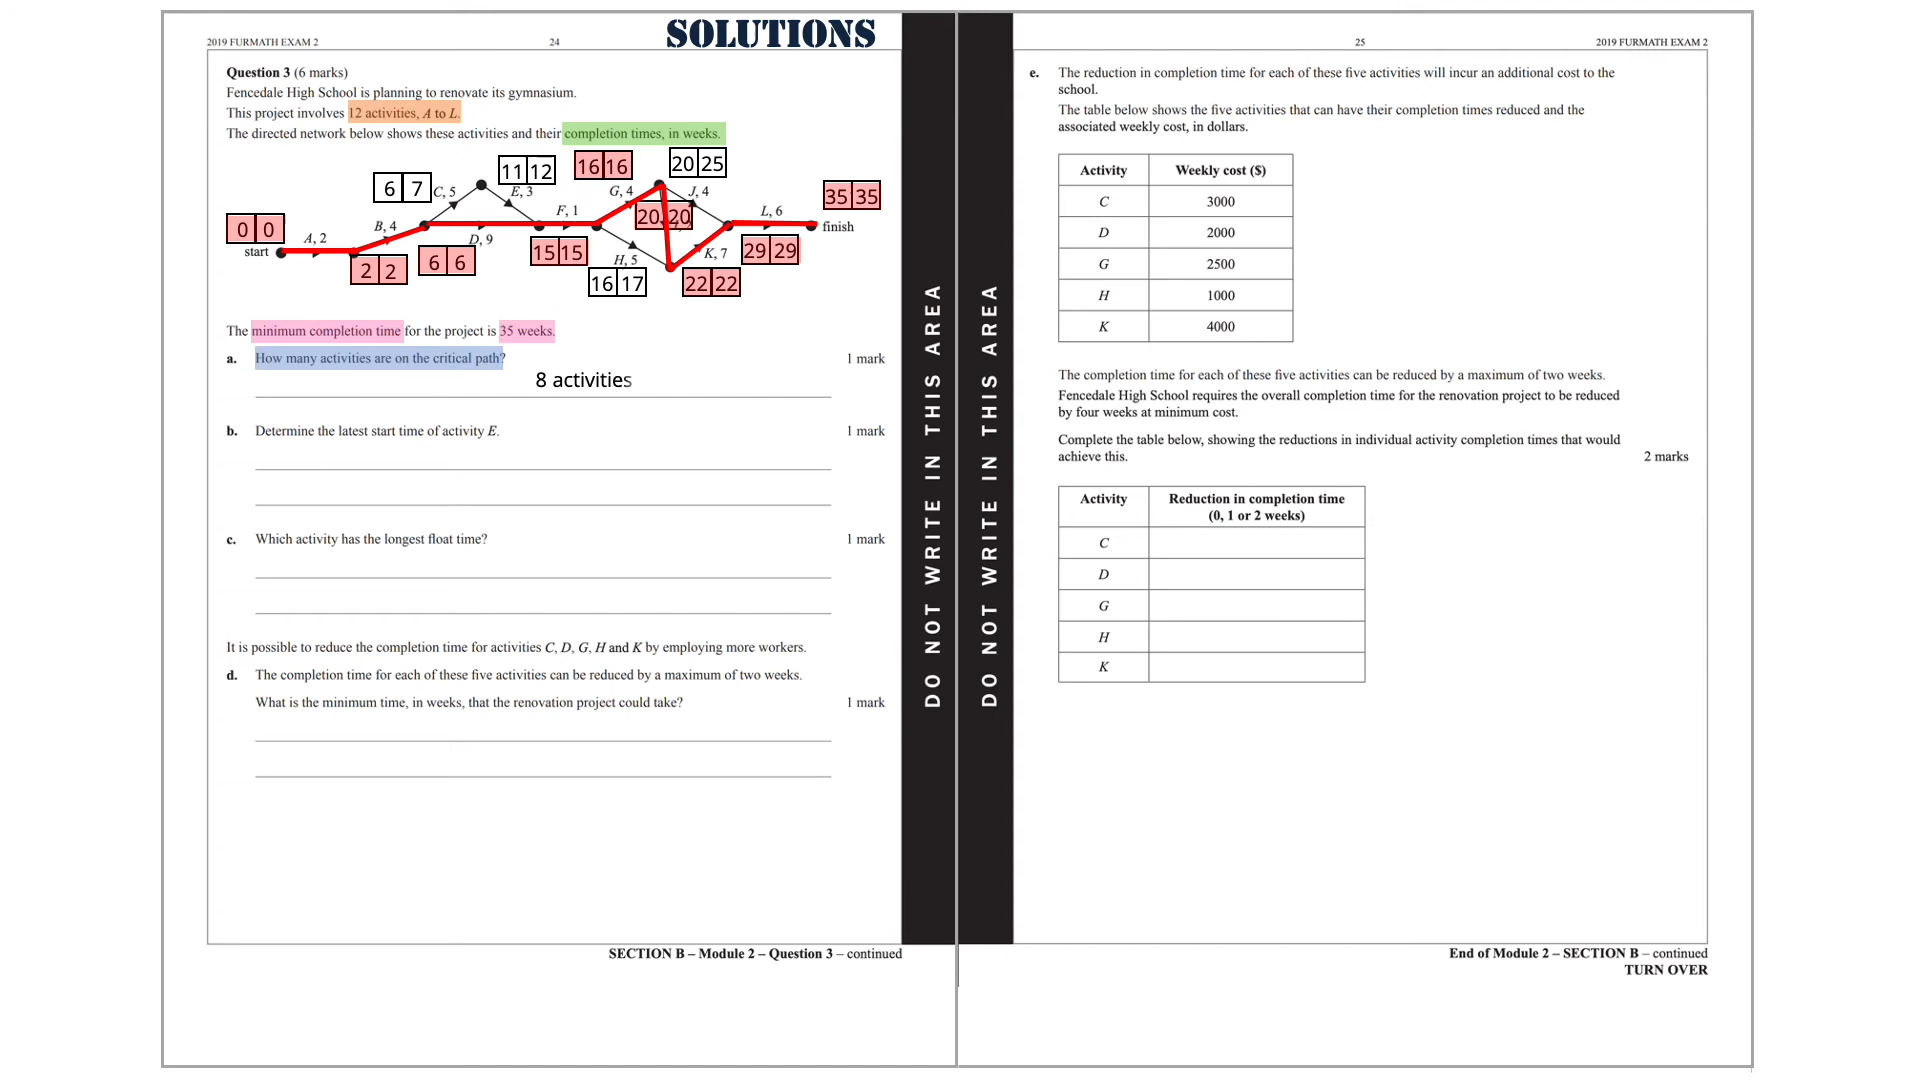 SOLUTIONS
2019 FURMATH EXAM 2
24
Question 3 (6 marks)
Fencedale High School is planning to renovate its gymnasium.
This project involves 12 activities, A to L.
The directed network below shows these activities and their completion times, in weeks.
11 12
16 16
20 25
6 7
C, 5
E, 3
G, 4
J, 4
35 35
0 0
A, 2
B, 4
F, 1
20 20
L, 6
finish
start
D, 9
2 2
6 6
15 15
H, 5
K, 7
29 29
16 17
22 22
The minimum completion time for the project is 35 weeks.
a. How many activities are on the critical path? 1 mark
8 activities
b. Determine the latest start time of activity E. 1 mark
c. Which activity has the longest float time? 1 mark
It is possible to reduce the completion time for activities C, D, G, H and K by employing more workers.
d. The completion time for each of these five activities can be reduced by a maximum of two weeks.
What is the minimum time, in weeks, that the renovation project could take? 1 mark
SECTION B – Module 2 – Question 3 – continued
DO NOT WRITE IN THIS AREA
DO NOT WRITE IN THIS AREA
25
2019 FURMATH EXAM 2
e. The reduction in completion time for each of these five activities will incur an additional cost to the
school.
The table below shows the five activities that can have their completion times reduced and the
associated weekly cost, in dollars.
Activity Weekly cost ($)
C 3000
D 2000
G 2500
H 1000
K 4000
The completion time for each of these five activities can be reduced by a maximum of two weeks.
Fencedale High School requires the overall completion time for the renovation project to be reduced
by four weeks at minimum cost.
Complete the table below, showing the reductions in individual activity completion times that would
achieve this. 2 marks
Activity Reduction in completion time
(0, 1 or 2 weeks)
C
D
G
H
K
End of Module 2 – SECTION B – continued
TURN OVER